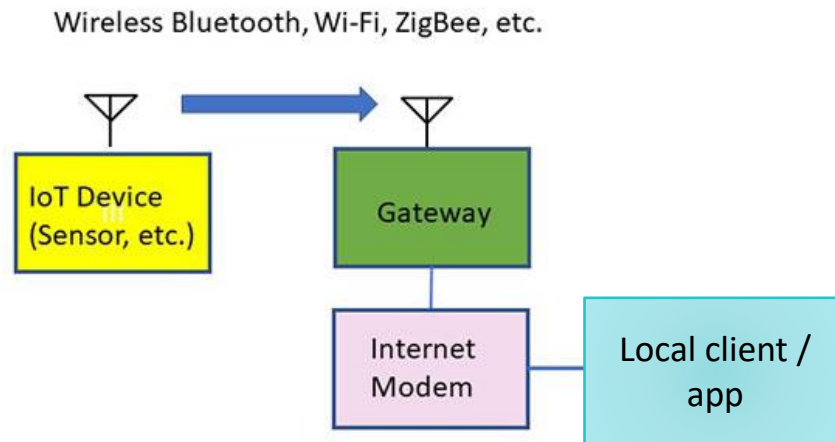 Wireless Bluetooth, Wi-Fi, ZigBee, etc.
IoT Device
(Sensor, etc.)
Gateway
Internet
Modem
Local client /
app